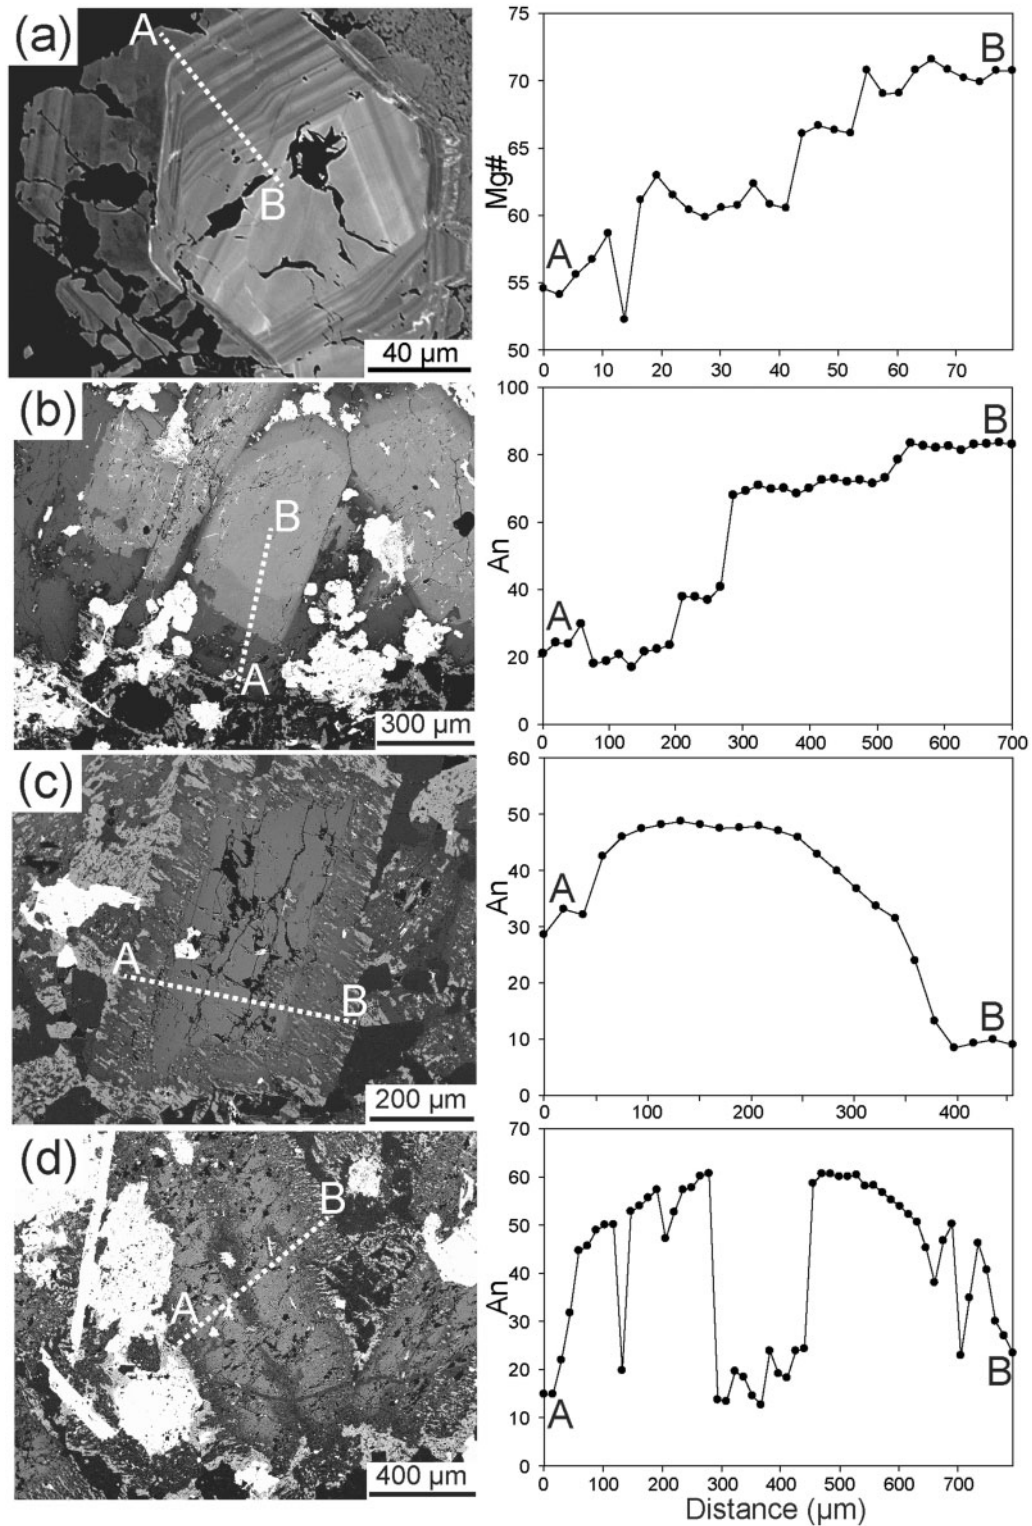 (a)
A
B
40 µm
Mg#
75
70
65
60
55
50
A
B
0 10 20 30 40 50 60 70
(b)
B
A
300 µm
An
100
80
60
40
20
0
A
B
0 100 200 300 400 500 600 700
(c)
A
B
200 µm
An
60
50
40
30
20
10
0
A
B
0 100 200 300 400
(d)
B
A
400 µm
An
70
60
50
40
30
20
10
0
A
B
0 100 200 300 400 500 600 700
Distance (µm)